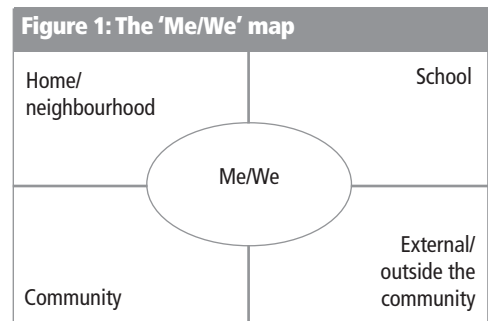 Figure 1: The ‘Me/We’ map
Home/
neighbourhood
School
Me/We
Community
External/
outside the
community